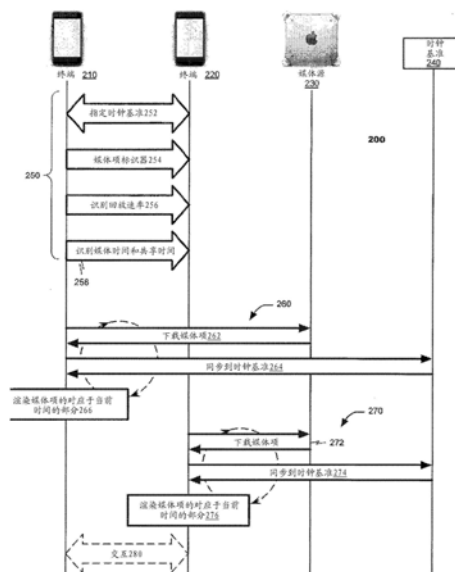 终端 210
终端 220
媒体源
230
时钟
基准
240
指定时钟基准252
200
媒体项标识器254
250
识别回放速率256
识别媒体时间和共享时间
256
260
下载媒体项262
同步到时钟基准264
渲染媒体项的对应于当前
时间的部分266
270
下载媒体项
272
同步到时钟基准274
渲染媒体项的对应于当前
时间的部分276
交互280